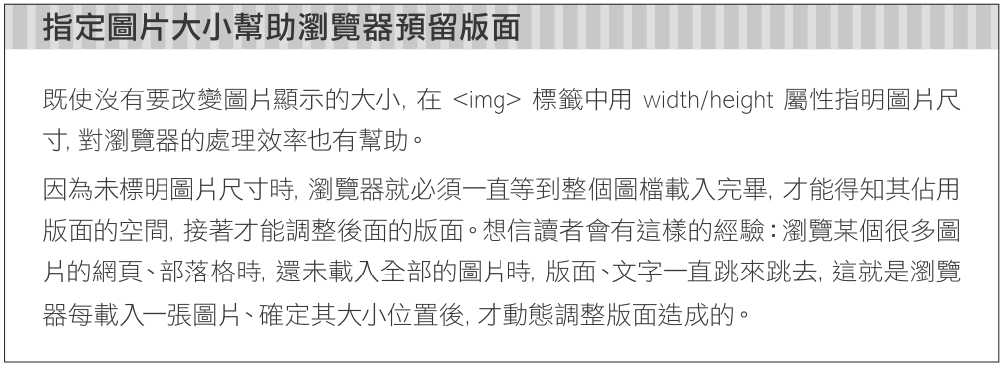 指定圖片大小幫助瀏覽器預留版面
既使沒有要改變圖片顯示的大小, 在 <img> 標籤中用 width/height 屬性指明圖片尺
寸, 對瀏覽器的處理效率也有幫助。
因為未標明圖片尺寸時, 瀏覽器就必須一直等到整個圖檔載入完畢, 才能得知其佔用
版面的空間, 接著才能調整後面的版面。想信讀者會有這樣的經驗：瀏覽某個很多圖
片的網頁、部落格時, 還未載入全部的圖片時, 版面、文字一直跳來跳去, 這就是瀏覽
器每載入一張圖片、確定其大小位置後, 才動態調整版面造成的。